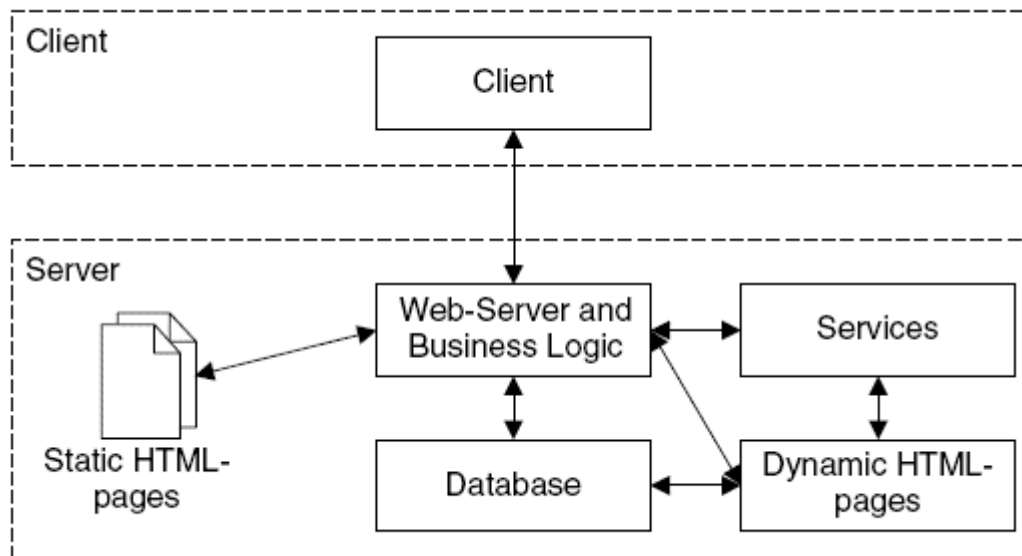 Client
Client
Server
Web-Server and
Business Logic
Services
Static HTML-
pages
Database
Dynamic HTML-
pages